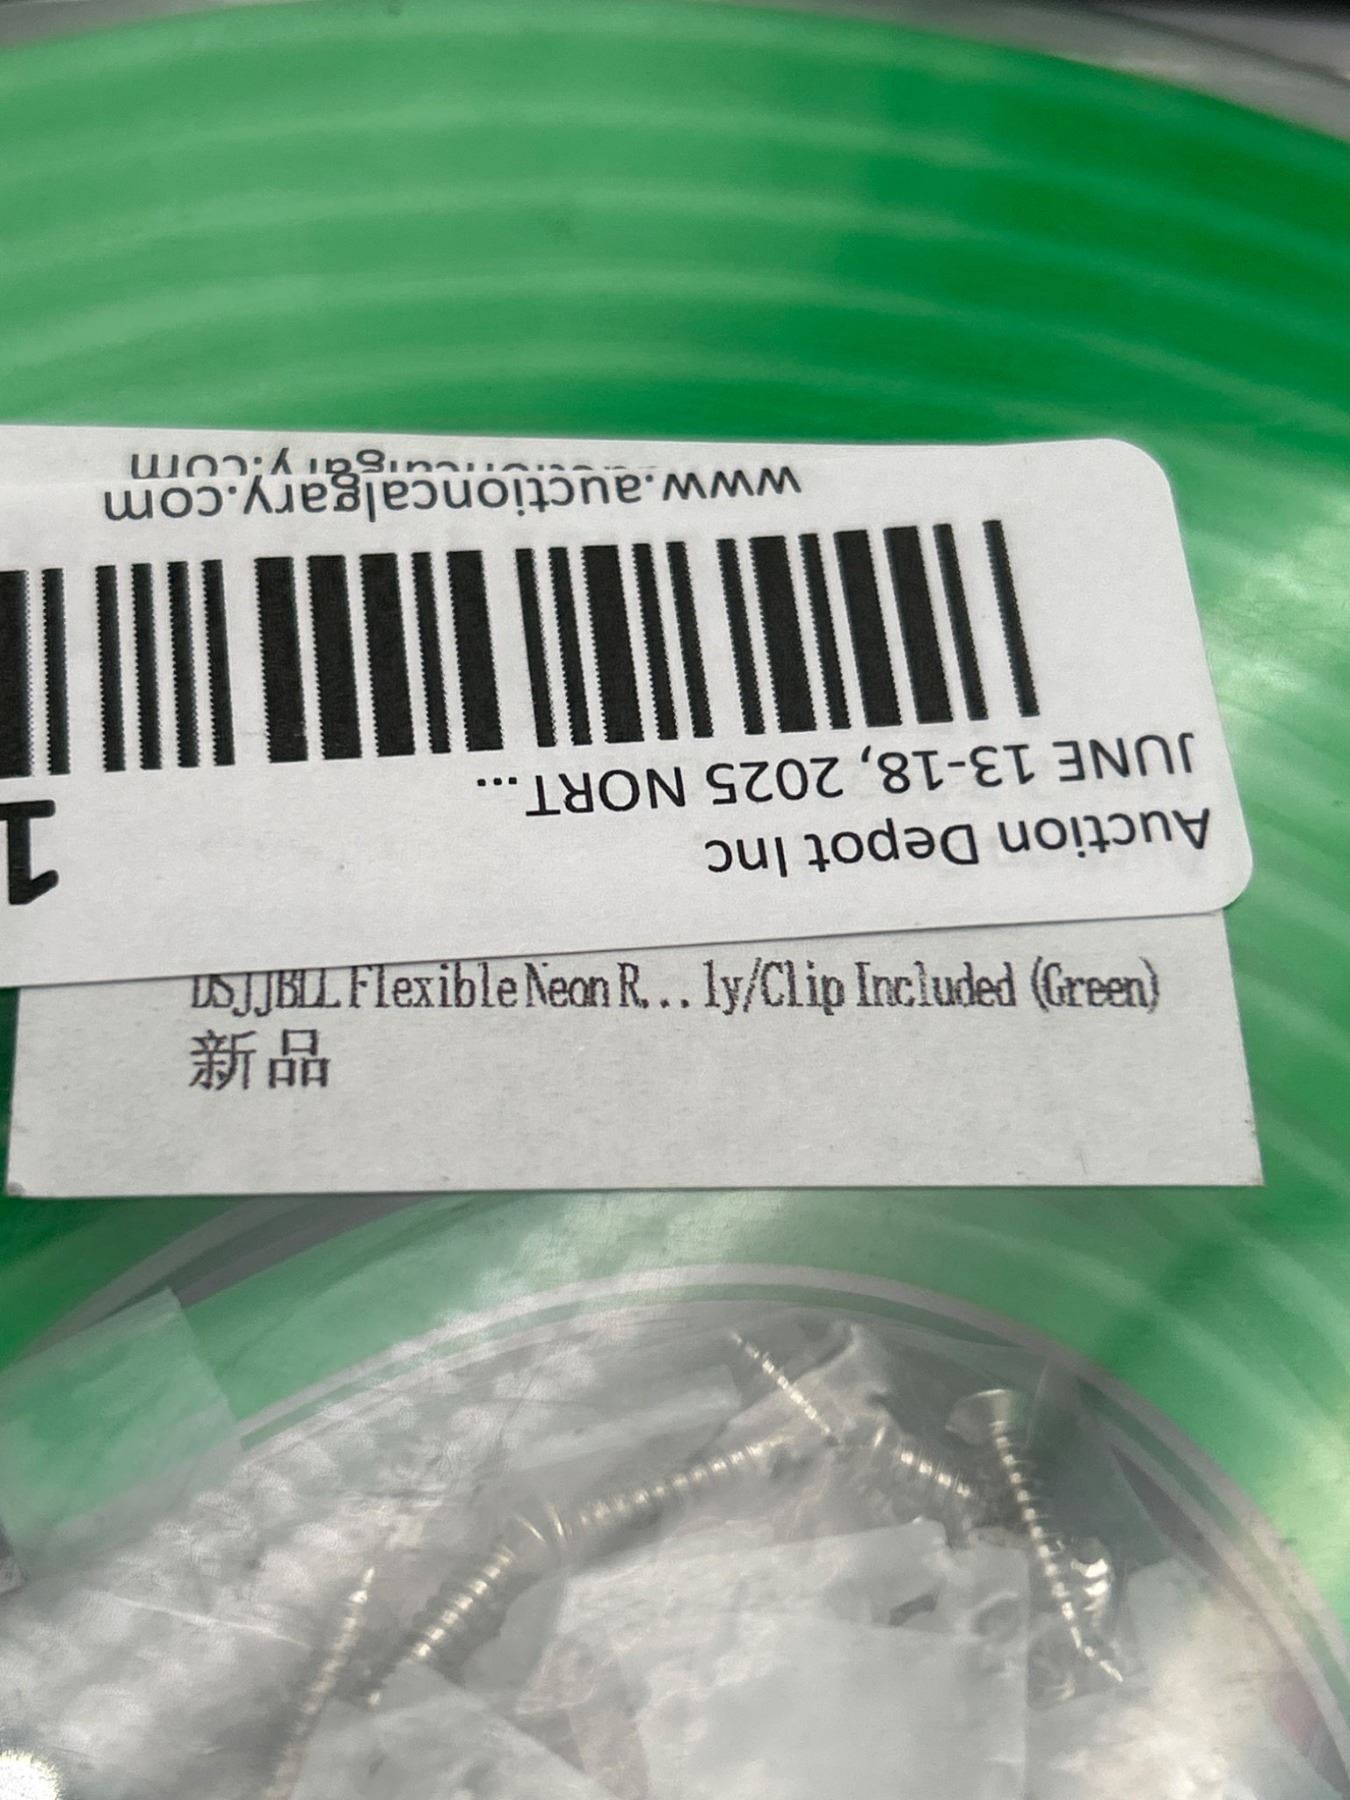 www.auctioncalgary.com
JUNE 13-18, 2025 NORT...
Auction Depot Inc
1
DSJJBLL Flexible Neon R... ly/Clip Included (Green)
新品